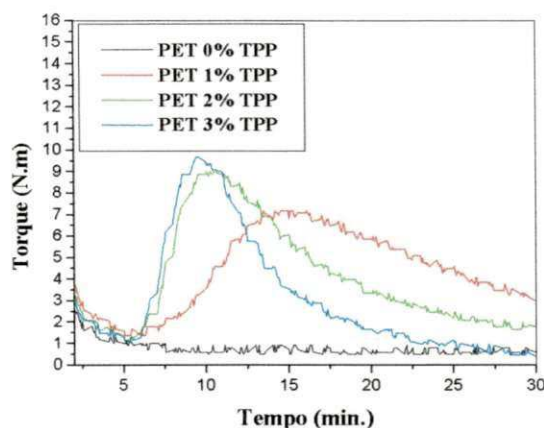 16
15
14
13
12
11
10
9
8
7
6
5
4
3
2
1
0
Torque (N.m)
PET 0% TPP
PET 1% TPP
PET 2% TPP
PET 3% TPP
5 10 15 20 25 30
Tempo (min.)